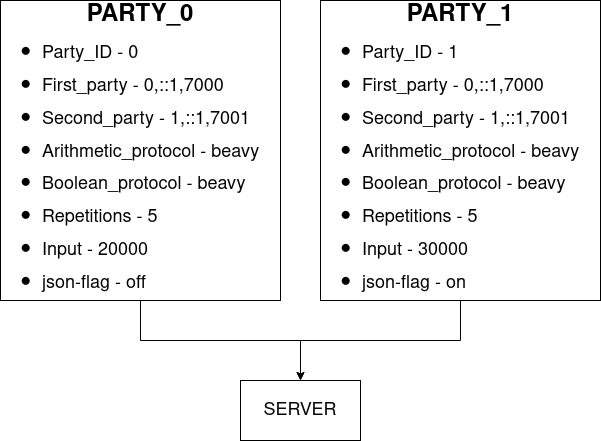 PARTY_0
• Party_ID - 0
• First_party - 0,::1,7000
• Second_party - 1,::1,7001
• Arithmetic_protocol - beavy
• Boolean_protocol - beavy
• Repetitions - 5
• Input - 20000
• json-flag - off
PARTY_1
• Party_ID - 1
• First_party - 0,::1,7000
• Second_party - 1,::1,7001
• Arithmetic_protocol - beavy
• Boolean_protocol - beavy
• Repetitions - 5
• Input - 30000
• json-flag - on
SERVER